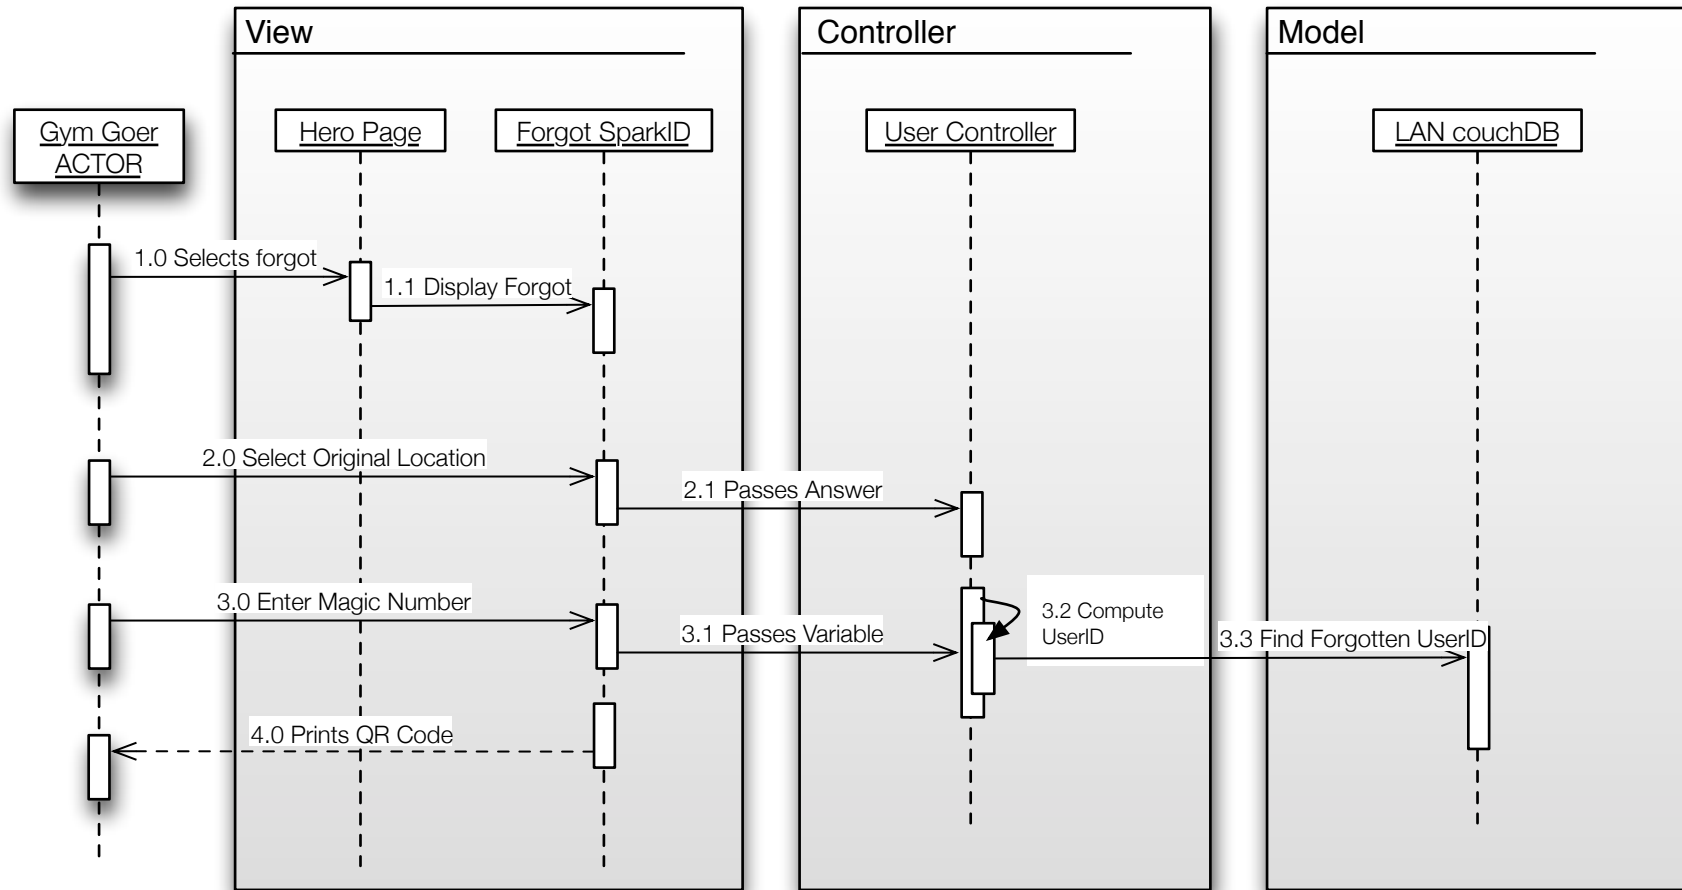 View
Controller
Model
Gym Goer
ACTOR
Hero Page
Forgot SparkID
User Controller
LAN couchDB
1.0 Selects forgot
1.1 Display Forgot
2.0 Select Original Location
2.1 Passes Answer
3.0 Enter Magic Number
3.1 Passes Variable
3.2 Compute
UserID
3.3 Find Forgotten UserID
4.0 Prints QR Code